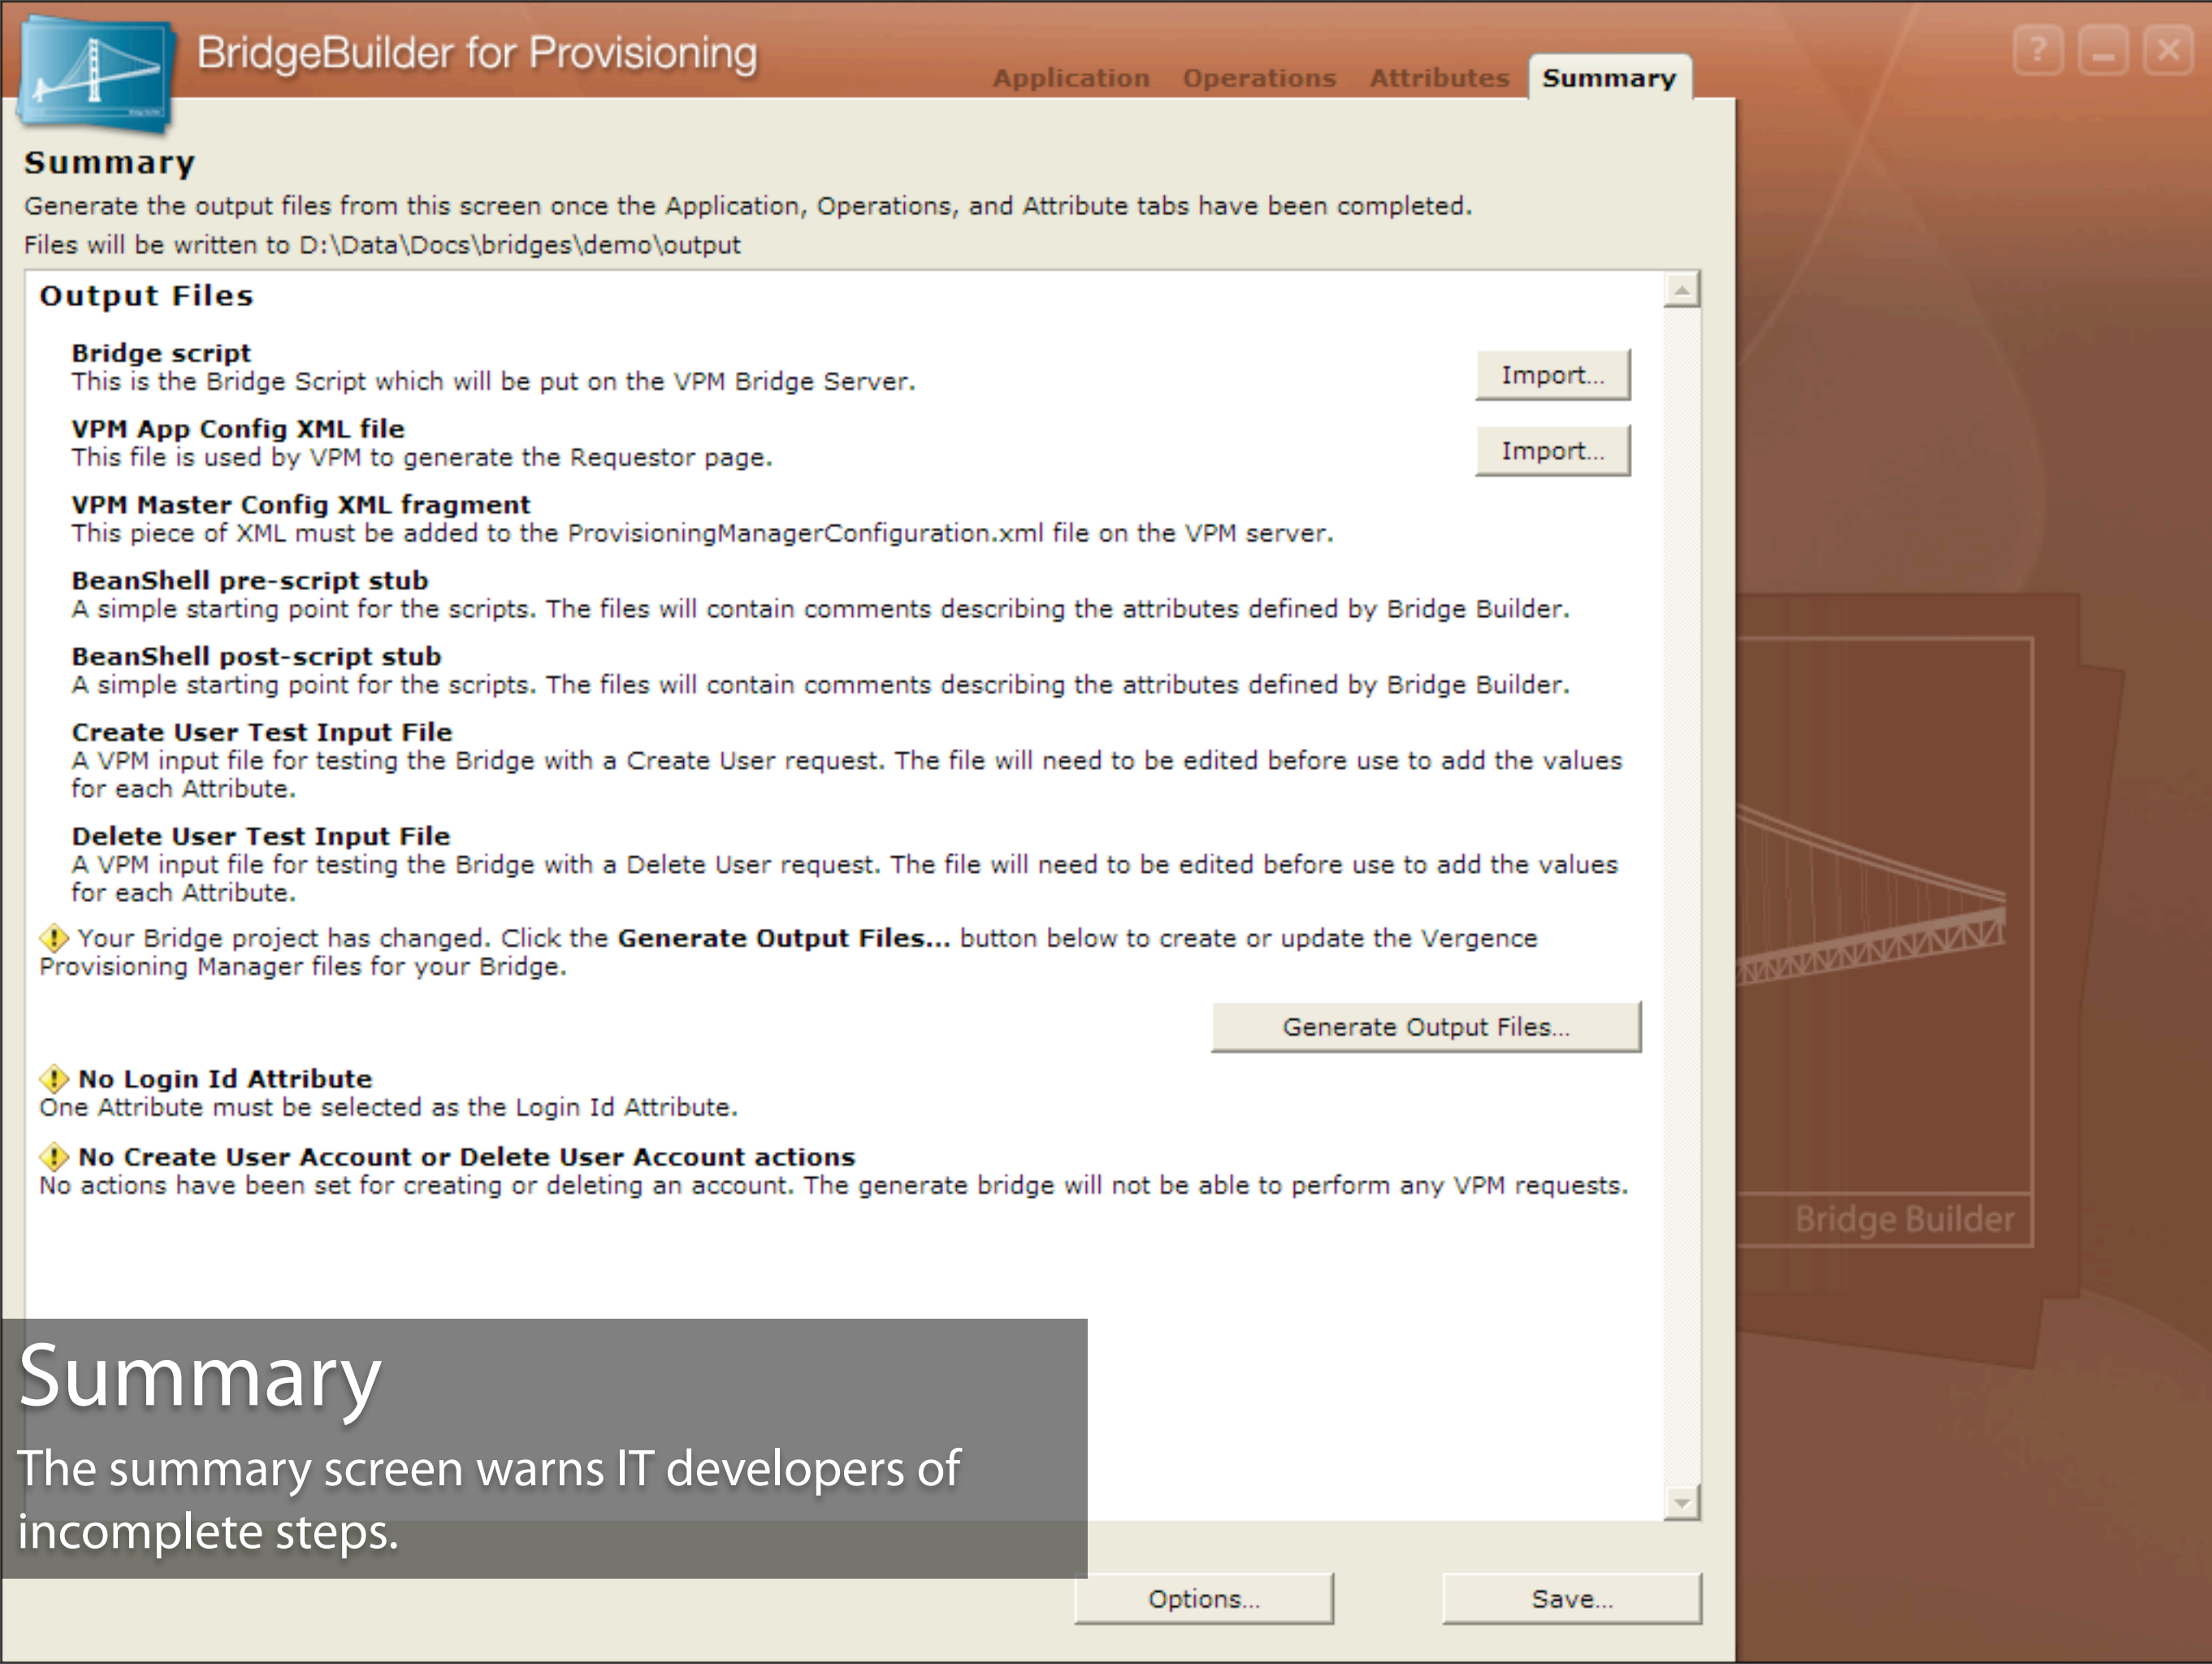 BridgeBuilder for Provisioning
Application Operations Attributes Summary
Summary
Generate the output files from this screen once the Application, Operations, and Attribute tabs have been completed.
Files will be written to D:\Data\Docs\bridges\demo\output
Output Files
Bridge script
This is the Bridge Script which will be put on the VPM Bridge Server.
Import...
VPM App Config XML file
This file is used by VPM to generate the Requestor page.
Import...
VPM Master Config XML fragment
This piece of XML must be added to the ProvisioningManagerConfiguration.xml file on the VPM server.
BeanShell pre-script stub
A simple starting point for the scripts. The files will contain comments describing the attributes defined by Bridge Builder.
BeanShell post-script stub
A simple starting point for the scripts. The files will contain comments describing the attributes defined by Bridge Builder.
Create User Test Input File
A VPM input file for testing the Bridge with a Create User request. The file will need to be edited before use to add the values
for each Attribute.
Delete User Test Input File
A VPM input file for testing the Bridge with a Delete User request. The file will need to be edited before use to add the values
for each Attribute.
Your Bridge project has changed. Click the Generate Output Files... button below to create or update the Vergence
Provisioning Manager files for your Bridge.
Generate Output Files...
No Login Id Attribute
One Attribute must be selected as the Login Id Attribute.
No Create User Account or Delete User Account actions
No actions have been set for creating or deleting an account. The generate bridge will not be able to perform any VPM requests.
Bridge Builder
Summary
The summary screen warns IT developers of
incomplete steps.
Options...
Save...